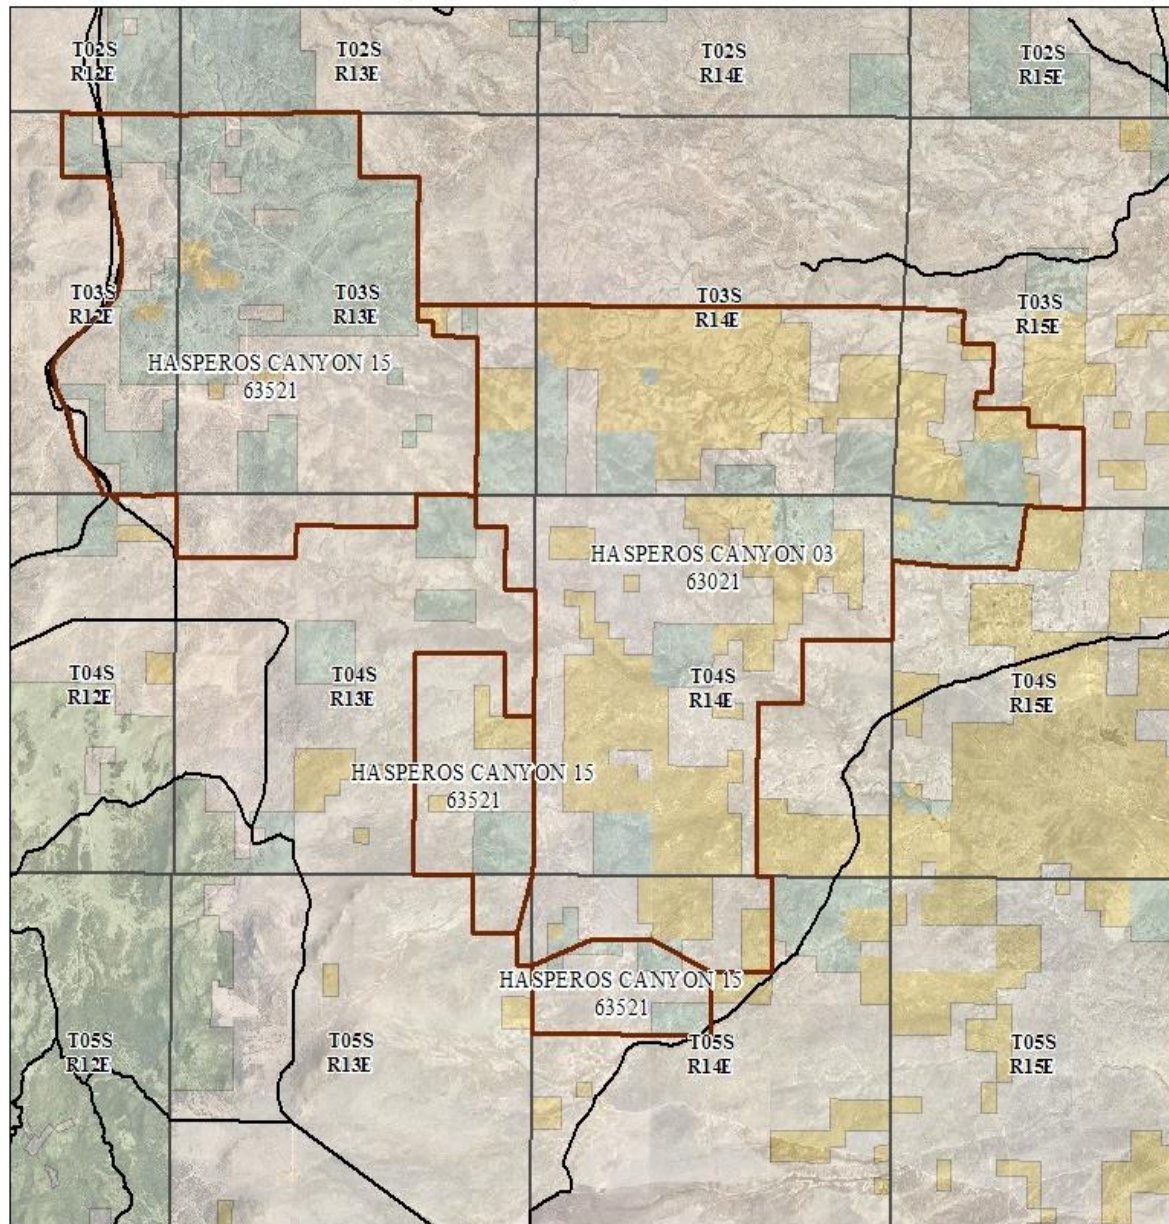 T02S
R12E
T02S
R13E
T02S
R14E
T02S
R15E
T03S
R12E
T03S
R13E
T03S
R14E
T03S
R15E
HASPEROS CANYON 15
63521
HASPEROS CANYON 03
63021
T04S
R12E
T04S
R13E
T04S
R14E
T04S
R15E
HASPEROS CANYON 15
63521
HASPEROS CANYON 15
63521
T05S
R12E
T05S
R13E
T05S
R14E
T05S
R15E